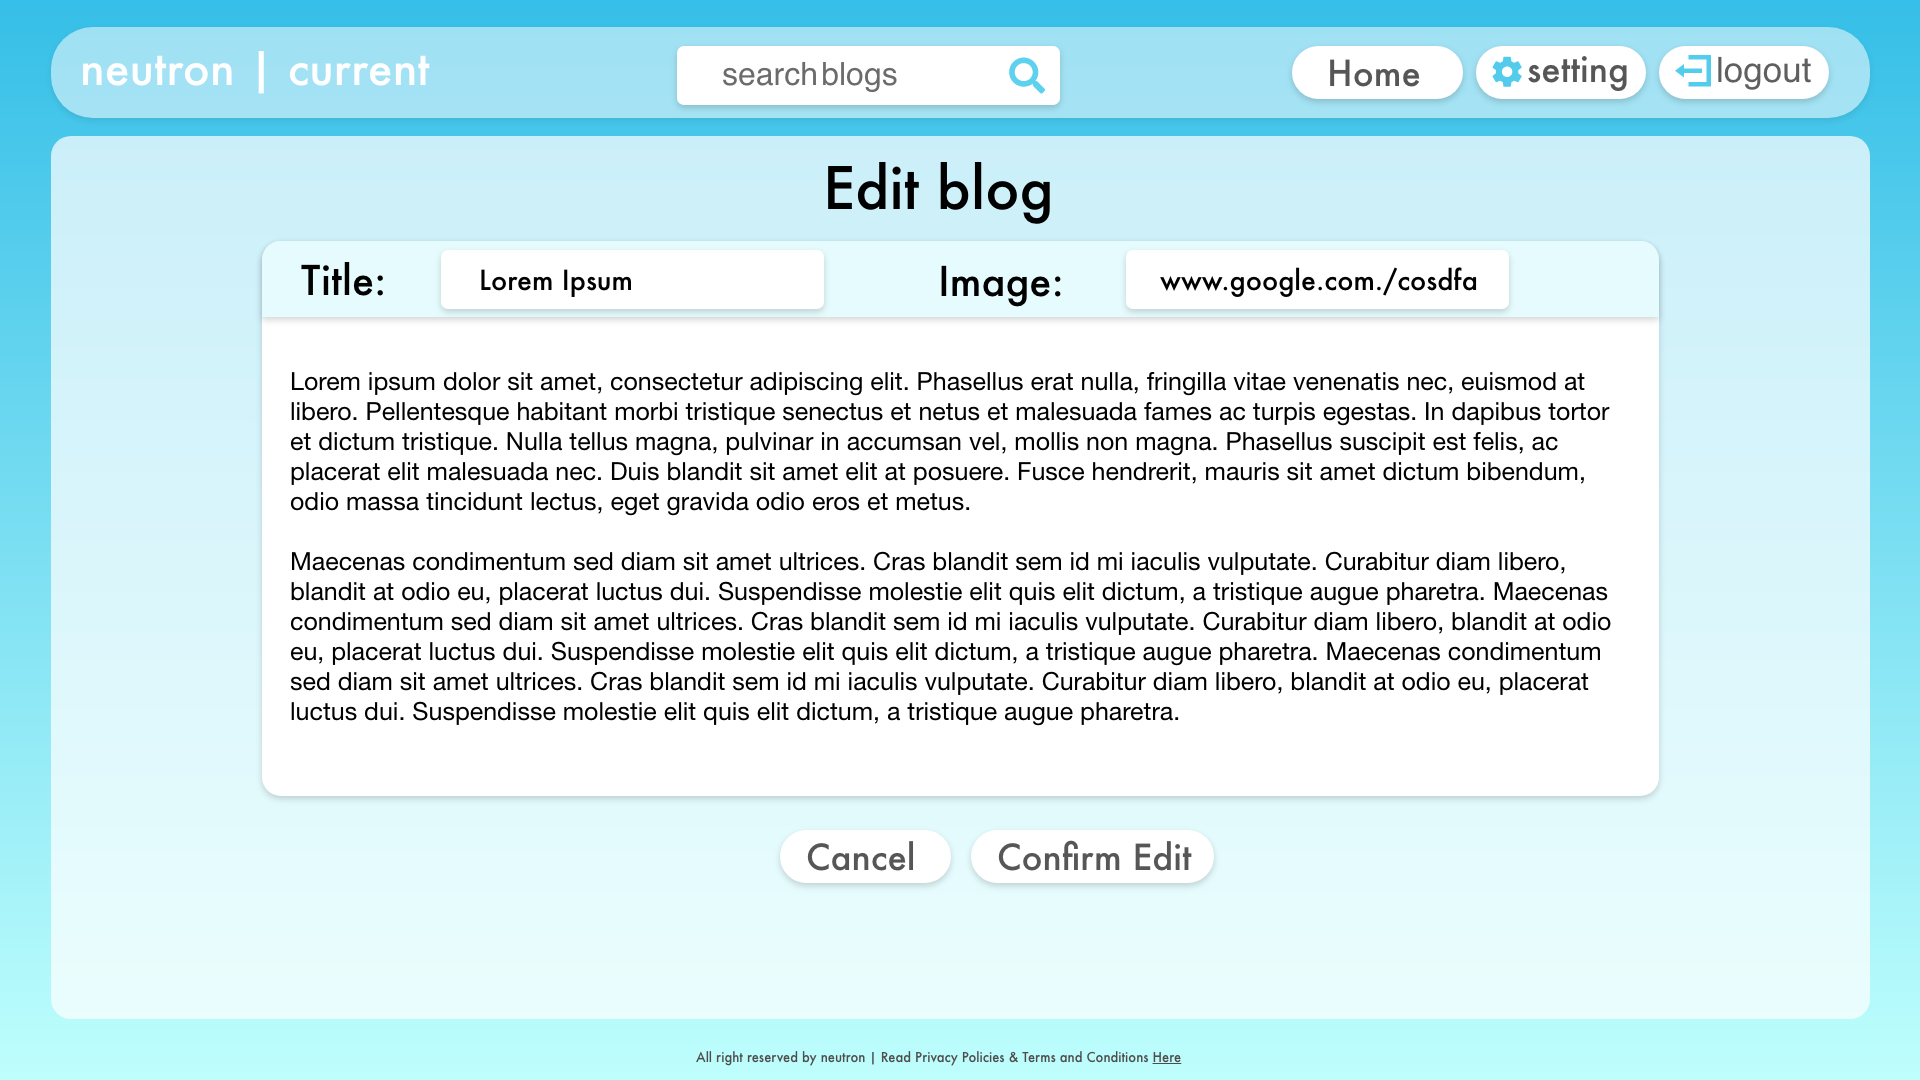 neutron | current
search blogs
Home
setting
logout
Edit blog
Title:
Lorem Ipsum
Image:
www.google.com./cosdfa
Lorem ipsum dolor sit amet, consectetur adipiscing elit. Phasellus erat nulla, fringilla vitae venenatis nec, euismod at
libero. Pellentesque habitant morbi tristique senectus et netus et malesuada fames ac turpis egestas. In dapibus tortor
et dictum tristique. Nulla tellus magna, pulvinar in accumsan vel, mollis non magna. Phasellus suscipit est felis, ac
placerat elit malesuada nec. Duis blandit sit amet elit at posuere. Fusce hendrerit, mauris sit amet dictum bibendum,
odio massa tincidunt lectus, eget gravida odio eros et metus.
Maecenas condimentum sed diam sit amet ultrices. Cras blandit sem id mi iaculis vulputate. Curabitur diam libero,
blandit at odio eu, placerat luctus dui. Suspendisse molestie elit quis elit dictum, a tristique augue pharetra. Maecenas
condimentum sed diam sit amet ultrices. Cras blandit sem id mi iaculis vulputate. Curabitur diam libero, blandit at odio
eu, placerat luctus dui. Suspendisse molestie elit quis elit dictum, a tristique augue pharetra. Maecenas condimentum
sed diam sit amet ultrices. Cras blandit sem id mi iaculis vulputate. Curabitur diam libero, blandit at odio eu, placerat
luctus dui. Suspendisse molestie elit quis elit dictum, a tristique augue pharetra.
Cancel
Confirm Edit
All right reserved by neutron | Read Privacy Policies & Terms and Conditions Here